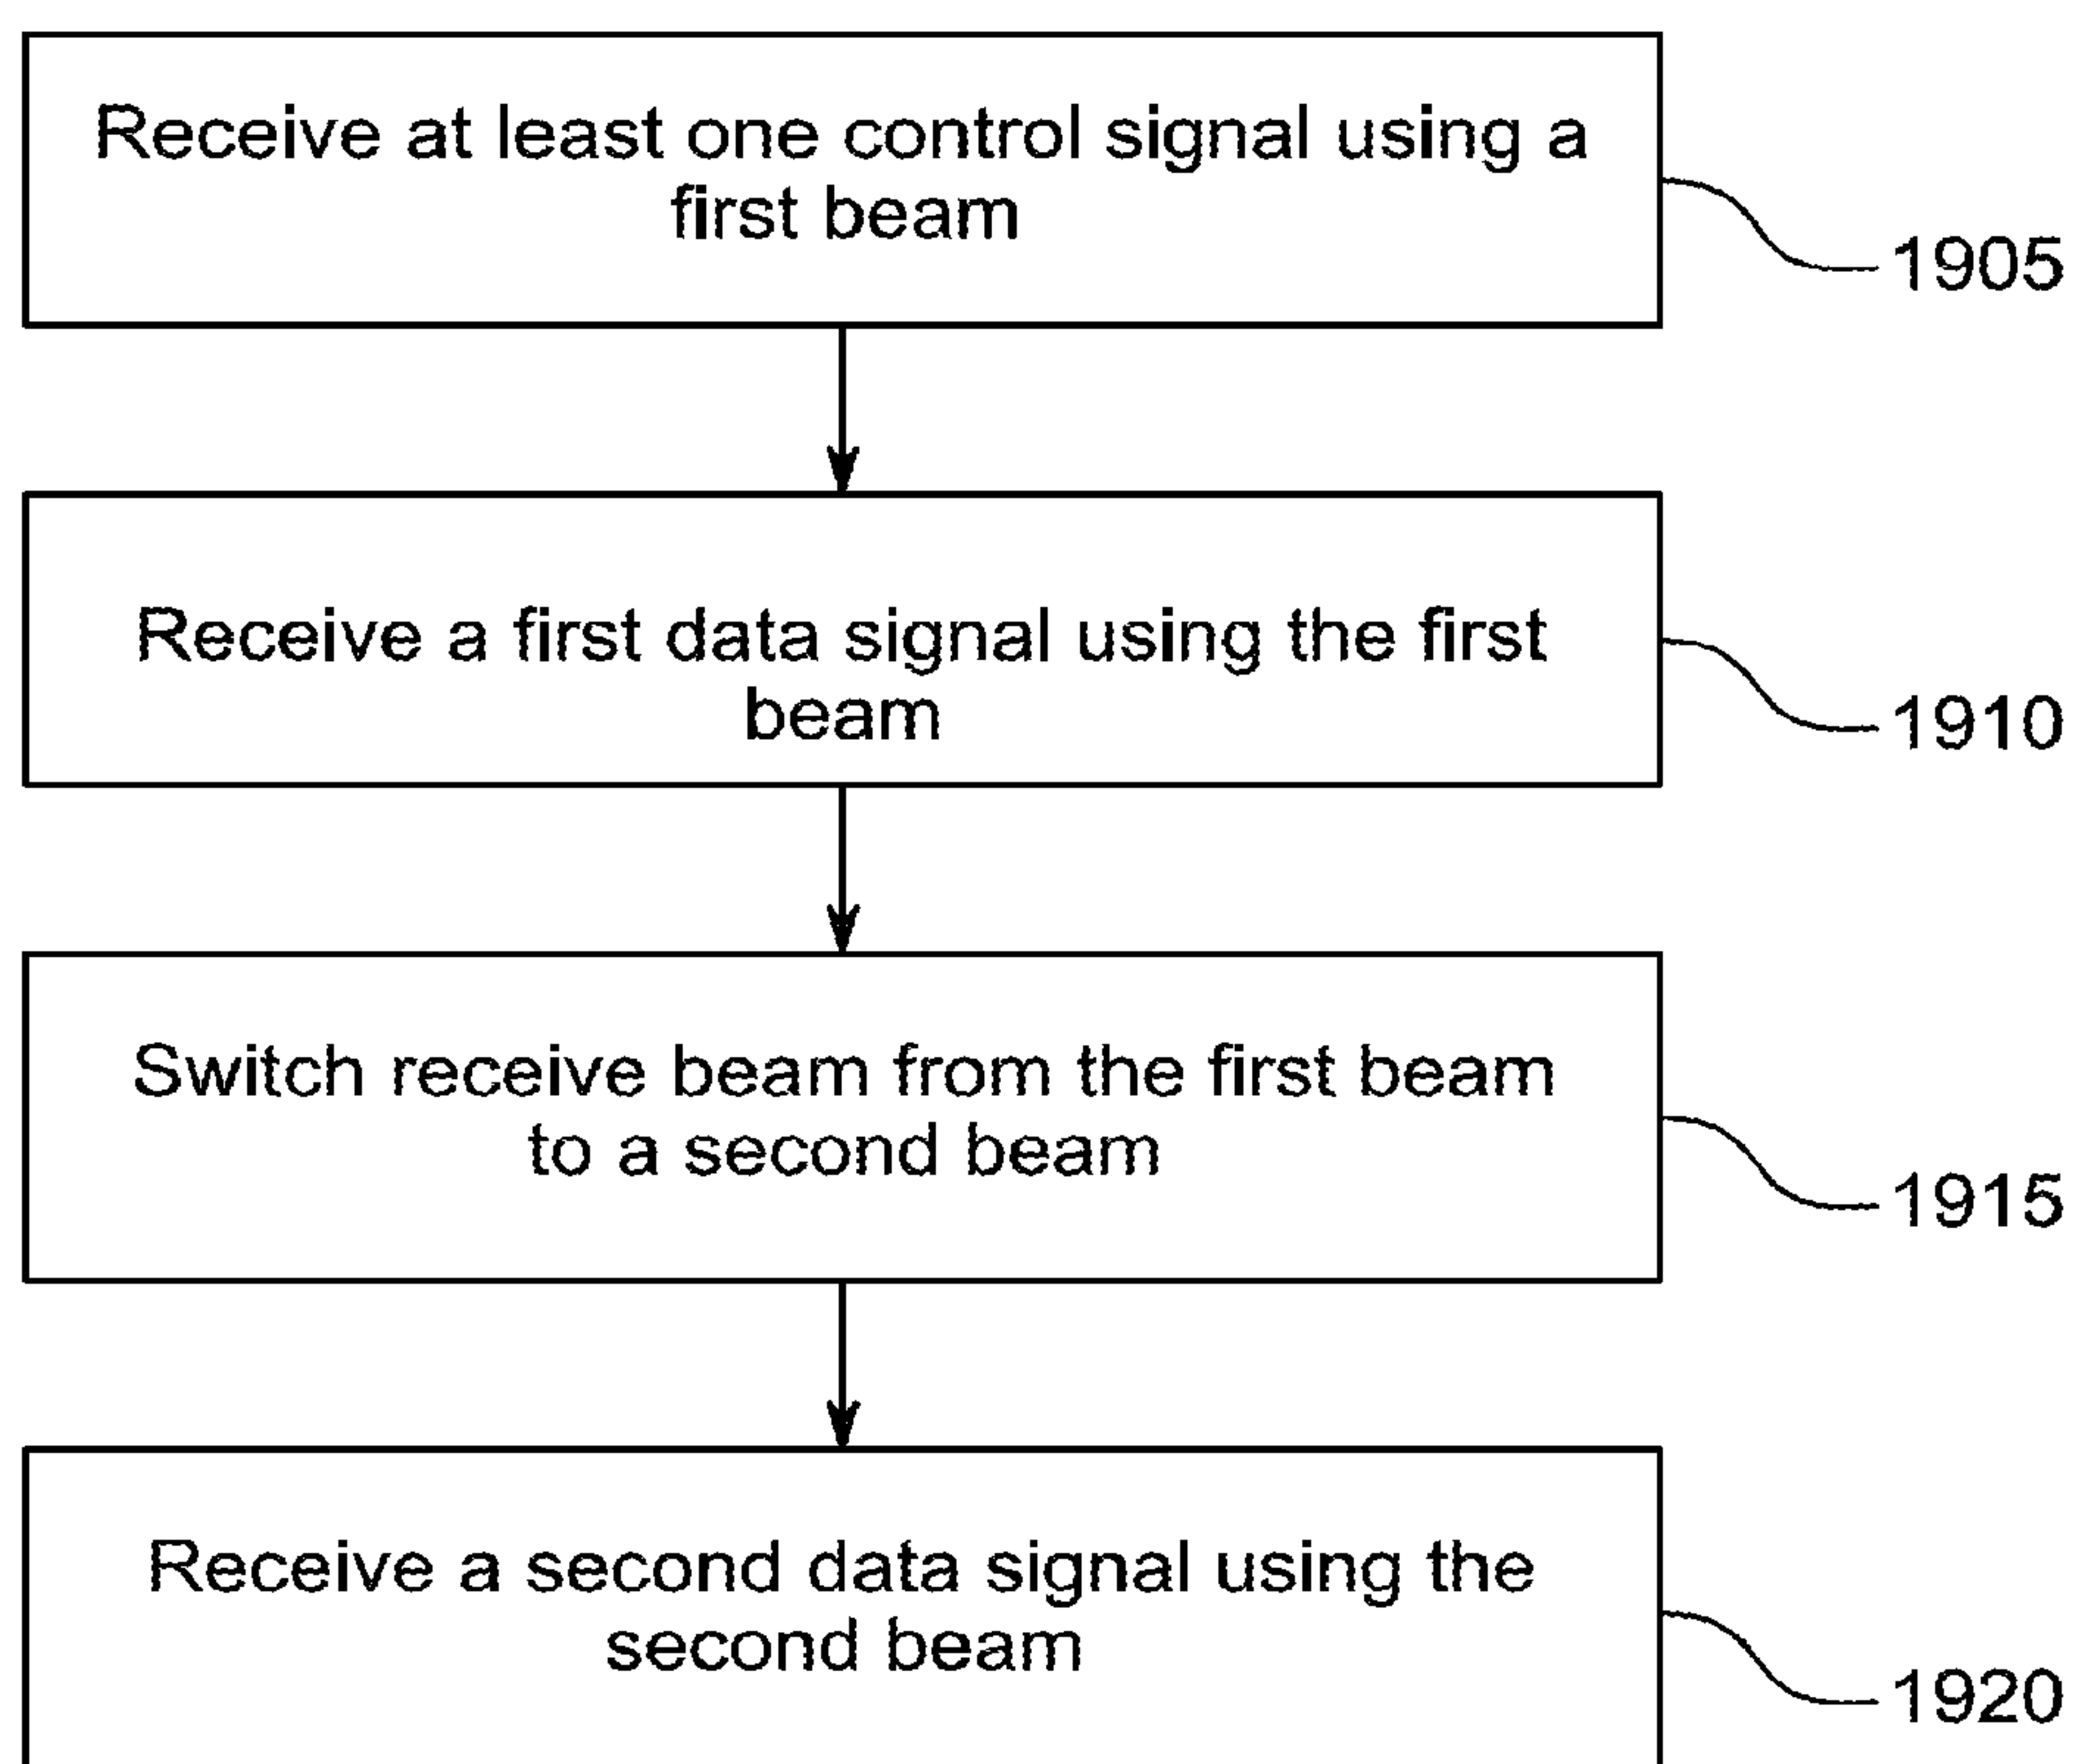 Receive at least one control signal using a
first beam
1905
Receive a first data signal using the first
beam
1910
Switch receive beam from the first beam
to a second beam
1915
Receive a second data signal using the
second beam
1920